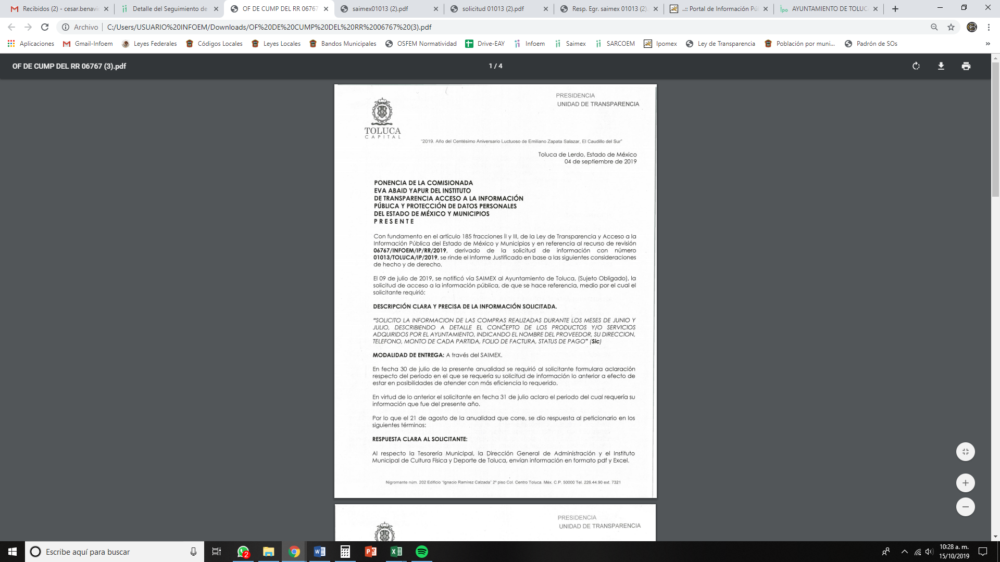 Recibidos (2) - cesar.benavi
Detalle del Seguimiento de
OF DE CUMP DEL RR 06767
saimex01013 (2).pdf
solicitud 01013 (2).pdf
Resp. Egr. saimex 01013 (2)
..:: Portal de Información Pú
AYUNTAMIENTO DE TOLUC
Archivo
C:/Users/USUARIO%20INFOEM/Downloads/OF%20DE%20CUMP%20DEL%20RR%2006767%20(3).pdf
Aplicaciones
Gmail-Infoem
Leyes Federales
Códigos Locales
Leyes Locales
Bandos Municipales
OSFEM Normatividad
Drive-EAY
Infoem
Saimex
SARCOEM
Ipomex
Ley de Transparencia
Población por muni...
Padrón de SOs
»
OF DE CUMP DEL RR 06767 (3).pdf
1 / 4
PRESIDENCIA
UNIDAD DE TRANSPARENCIA
TOLUCA
CAPITAL
"2019. Año del Centésimo Aniversario Luctuoso de Emiliano Zapata Salazar, El Caudillo del Sur"
Toluca de Lerdo, Estado de México
04 de septiembre de 2019
PONENCIA DE LA COMISIONADA
EVA ABAID YAPUR DEL INSTITUTO
DE TRANSPARENCIA ACCESO A LA INFORMACIÓN
PÚBLICA Y PROTECCIÓN DE DATOS PERSONALES
DEL ESTADO DE MÉXICO Y MUNICIPIOS
P R E S E N T E
Con fundamento en el artículo 185 fracciones II y III, de la Ley de Transparencia y Acceso a la
Información Pública del Estado de México y Municipios y en referencia al recurso de revisión
06767/INFOEM/IP/RR/2019, derivado de la solicitud de información con número
01013/TOLUCA/IP/2019, se rinde el Informe Justificado en base a las siguientes consideraciones
de hecho y de derecho.
El 09 de julio de 2019, se notificó vía SAIMEX al Ayuntamiento de Toluca, (Sujeto Obligado), la
solicitud de acceso a la información pública, de que se hace referencia, medio por el cual el
solicitante requirió:
DESCRIPCIÓN CLARA Y PRECISA DE LA INFORMACIÓN SOLICITADA.
"SOLICITO LA INFORMACION DE LAS COMPRAS REALIZADAS DURANTE LOS MESES DE JUNIO Y
JULIO, DESCRIBIENDO A DETALLE EL CONCEPTO DE LOS PRODUCTOS Y/O SERVICIOS
ADQUIRIDOS POR EL AYUNTAMIENTO, INDICANDO EL NOMBRE DEL PROVEEDOR, SU DIRECCION,
TELEFONO, MONTO DE CADA PARTIDA, FOLIO DE FACTURA, STATUS DE PAGO" (Sic)
MODALIDAD DE ENTREGA: A través del SAIMEX.
En fecha 30 de julio de la presente anualidad se requirió al solicitante formulara aclaración
respecto del periodo en el que se requería su solicitud de información lo anterior a efecto de
estar en posibilidades de atender con más eficiencia lo requerido.
En virtud de lo anterior el solicitante en fecha 31 de julio aclaro el periodo del cual requería su
información que fue del presente año.
Por lo que el 21 de agosto de la anualidad que corre, se dio respuesta al peticionario en los
siguientes términos:
RESPUESTA CLARA AL SOLICITANTE:
Al respecto la Tesorería Municipal, la Dirección General de Administración y el Instituto
Municipal de Cultura Física y Deporte de Toluca, envían información en formato pdf y Excel.
Nigromante núm. 202 Edificio "Ignacio Ramírez Calzada" 2º piso Col. Centro Toluca. Méx. C.P. 50000 Tel. 226.44.90 ext. 7321
PRESIDENCIA
UNIDAD DE TRANSPARENCIA
Escribe aquí para buscar
2
10:28 a. m.
15/10/2019